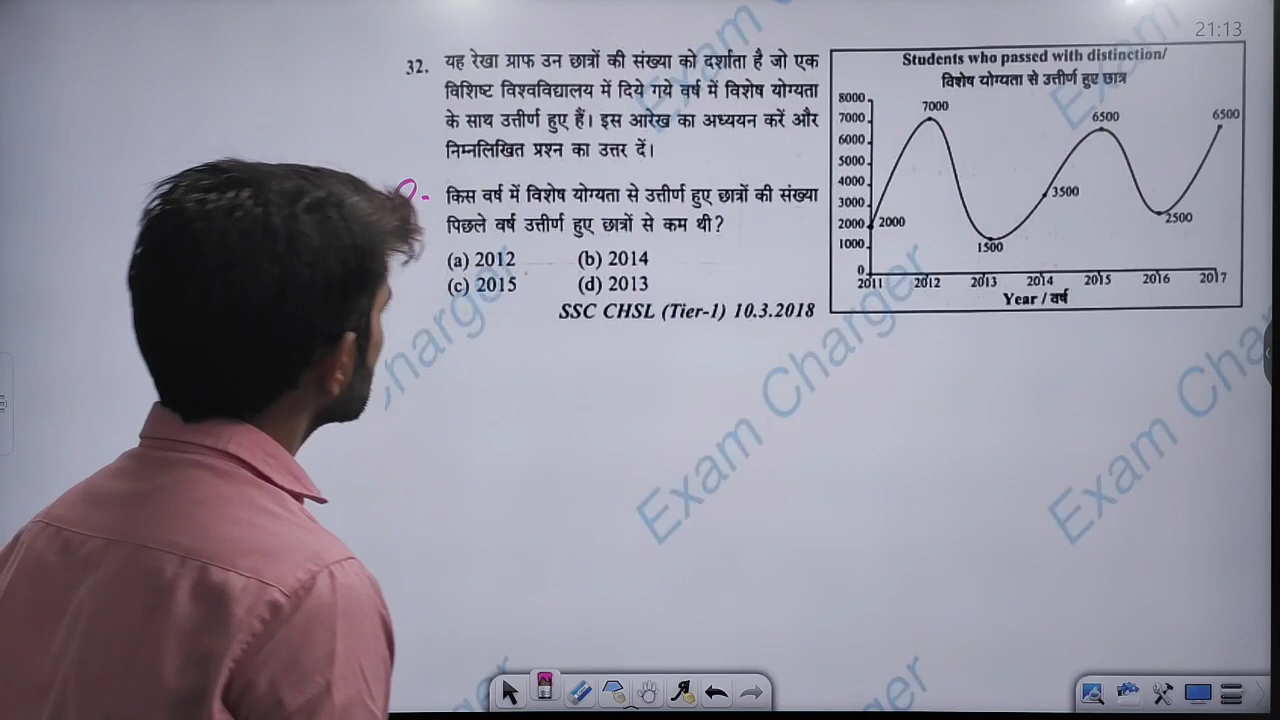 21:13
32. यह रेखा ग्राफ उन छात्रों की संख्या को दर्शाता है जो एक
विशिष्ट विश्वविद्यालय में दिये गये वर्ष में विशेष योग्यता
के साथ उत्तीर्ण हुए हैं। इस आरेख का अध्ययन करें और
निम्नलिखित प्रश्न का उत्तर दें।
किस वर्ष में विशेष योग्यता से उत्तीर्ण हुए छात्रों की संख्या
पिछले वर्ष उत्तीर्ण हुए छात्रों से कम थी?
(a) 2012 (b) 2014
(c) 2015 (d) 2013
SSC CHSL (Tier-1) 10.3.2018
Students who passed with distinction/
विशेष योग्यता से उत्तीर्ण हुए छात्र
8000
7000
6000
5000
4000
3000
2000
1000
0
2000
7000
1500
3500
6500
2500
6500
2011 2012 2013 2014 2015 2016 2017
Year / वर्ष
Exam Charger
Exam Charger